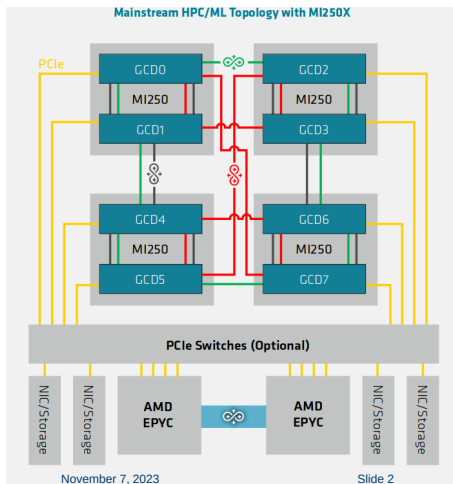 Mainstream HPC/ML Topology with MI250X
PCIe
GCD0
GCD2
MI250
MI250
GCD1
GCD3
GCD4
GCD6
MI250
MI250
GCD5
GCD7
PCIe Switches (Optional)
NIC/Storage
NIC/Storage
AMD
EPYC
AMD
EPYC
NIC/Storage
NIC/Storage
November 7, 2023
Slide 2